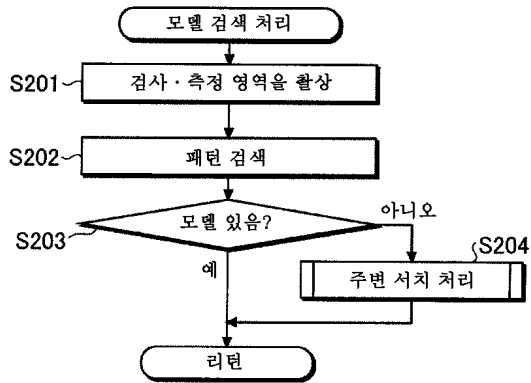 모델 검색 처리
S201
검사·측정 영역을 촬상
S202
패턴 검색
S203
모델 있음?
아니오
S204
예
주변 서치 처리
리턴